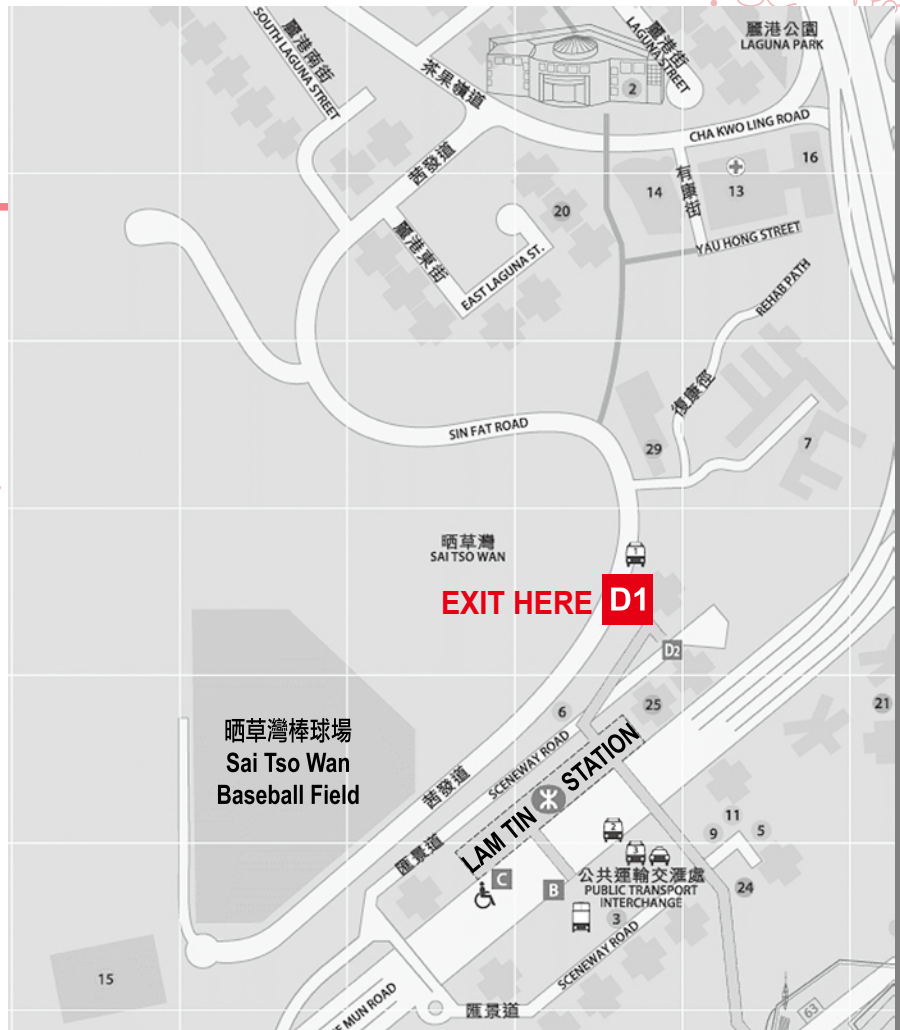 麗港南街
SOUTH LAGUNA STREET
茶果嶺道
麗港街
LAGUNA STREET
麗港公園
LAGUNA PARK
2
CHA KWO LING ROAD
茜發道
有康街
14
13
16
20
麗港東街
EAST LAGUNA ST.
YAU HONG STREET
REHAB PATH
復康徑
SIN FAT ROAD
29
7
晒草灣
SAI TSO WAN
1
EXIT HERE D1
D2
6
25
21
晒草灣棒球場
Sai Tso Wan
Baseball Field
茜發道
SCENEWAY ROAD
LAM TIN STATION
匯景道
2
11
9
5
3
C
B
公共運輸交滙處
PUBLIC TRANSPORT
INTERCHANGE
24
3
SCENEWAY ROAD
15
MUN ROAD
匯景道
63